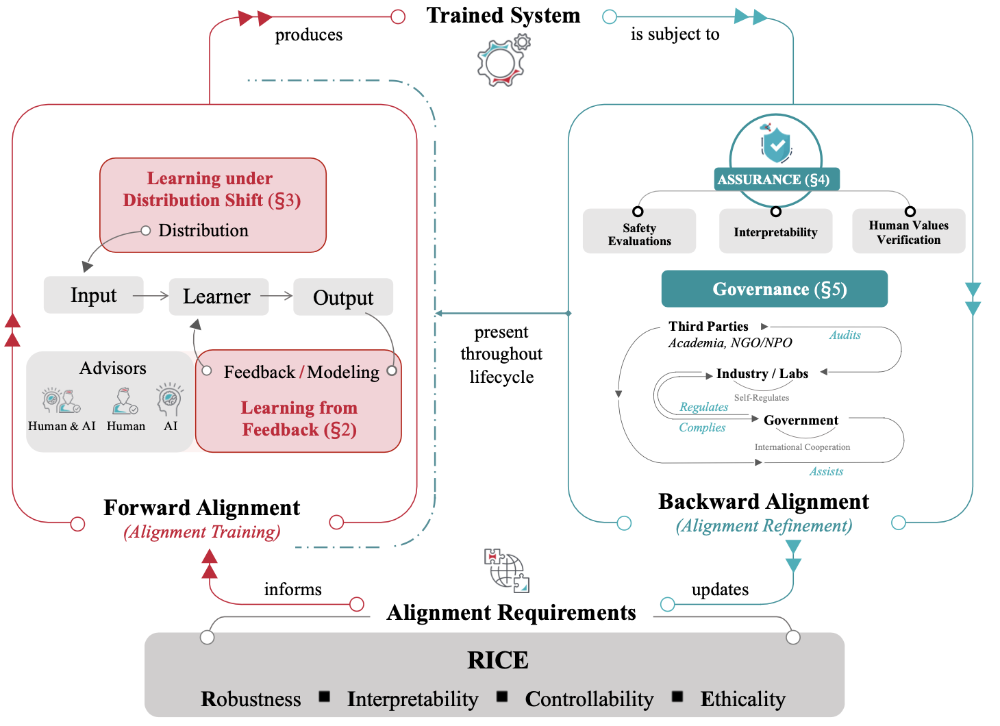 Trained System
produces
is subject to
Learning under
Distribution Shift (§3)
Distribution
Input
Learner
Output
Advisors
Human & AI
Human
AI
Feedback / Modeling
Learning from
Feedback (§2)
Forward Alignment
(Alignment Training)
present
throughout
lifecycle
ASSURANCE (§4)
Safety
Evaluations
Interpretability
Human Values
Verification
Governance (§5)
Third Parties
Academia, NGO/NPO
Audits
Industry / Labs
Self-Regulates
Regulates
Government
Complies
International Cooperation
Assists
Backward Alignment
(Alignment Refinement)
informs
updates
Alignment Requirements
RICE
Robustness ■ Interpretability ■ Controllability ■ Ethicality